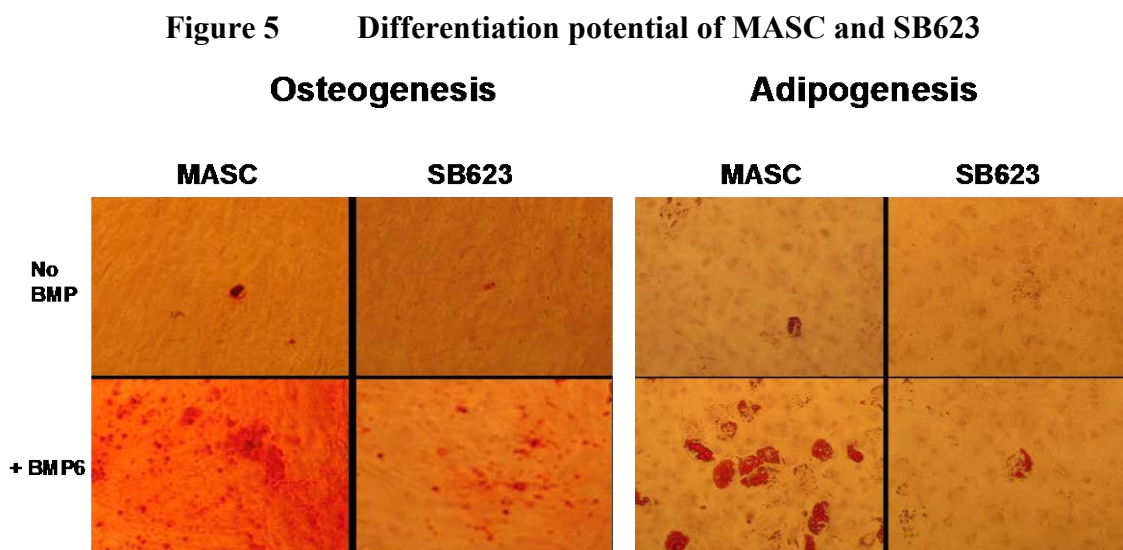 Figure 5 Differentiation potential of MASC and SB623
Osteogenesis Adipogenesis
MASC SB623 MASC SB623
No
BMP
+ BMP6